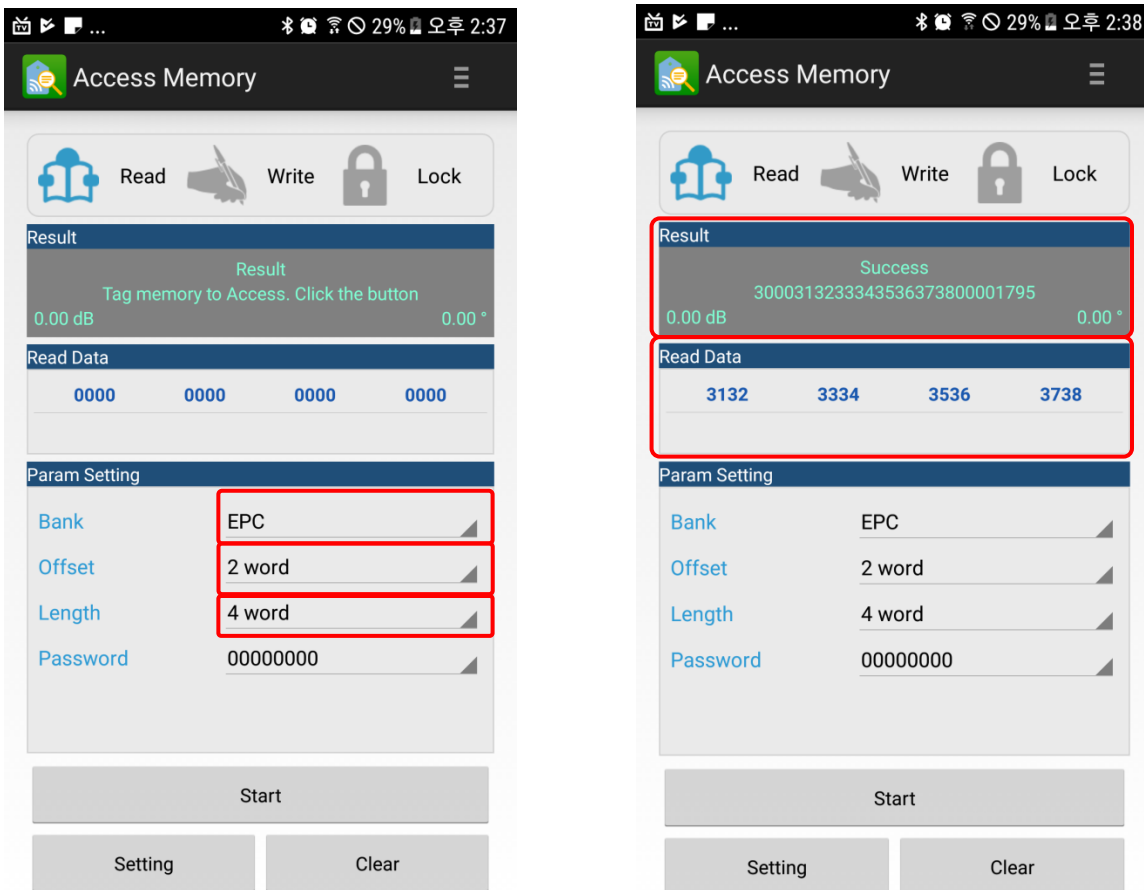 ... 29% 오후 2:37
Access Memory
Read Write Lock
Result
Result
Tag memory to Access. Click the button
0.00 dB 0.00 °
Read Data
0000 0000 0000 0000
Param Setting
Bank EPC
Offset 2 word
Length 4 word
Password 00000000
Start
Setting Clear
TV ... 29% 오후 2:38
Access Memory
Read Write Lock
Result
Success
3000313233343536373800001795
0.00 dB 0.00 °
Read Data
3132 3334 3536 3738
Param Setting
Bank EPC
Offset 2 word
Length 4 word
Password 00000000
Start
Setting Clear